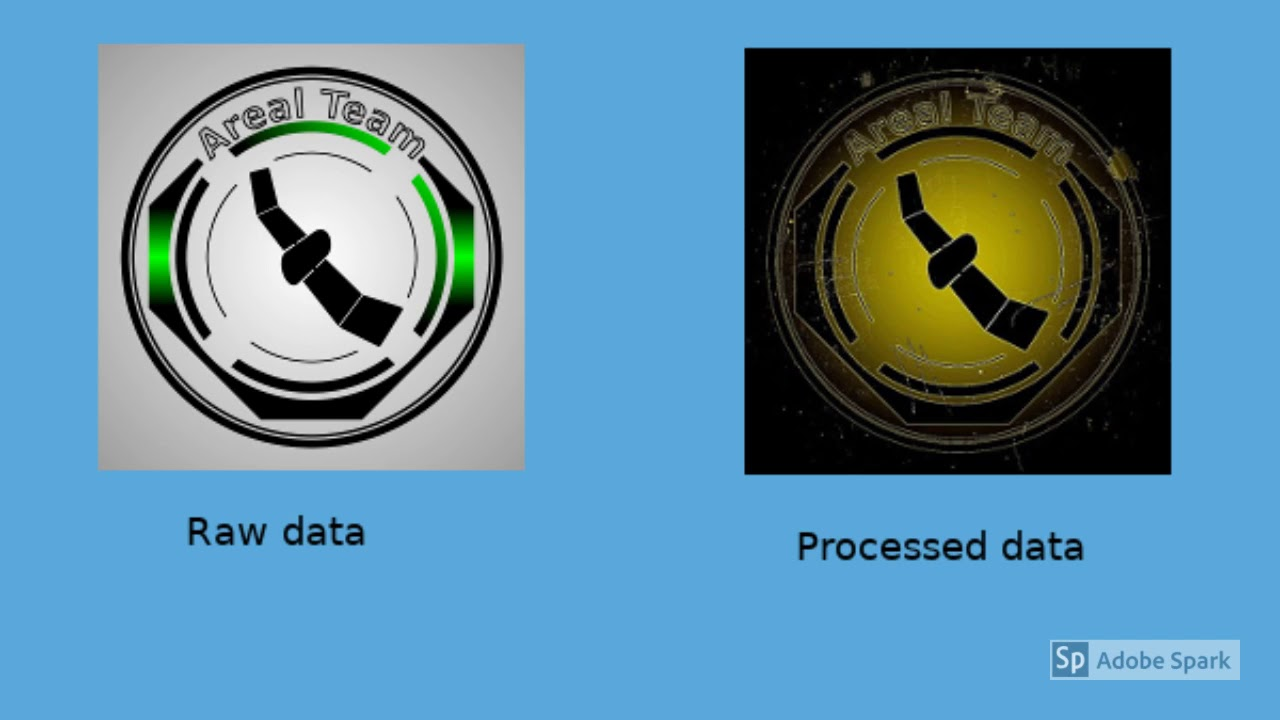 Areal Team
Areal Team
Raw data
Processed data
Sp Adobe Spark